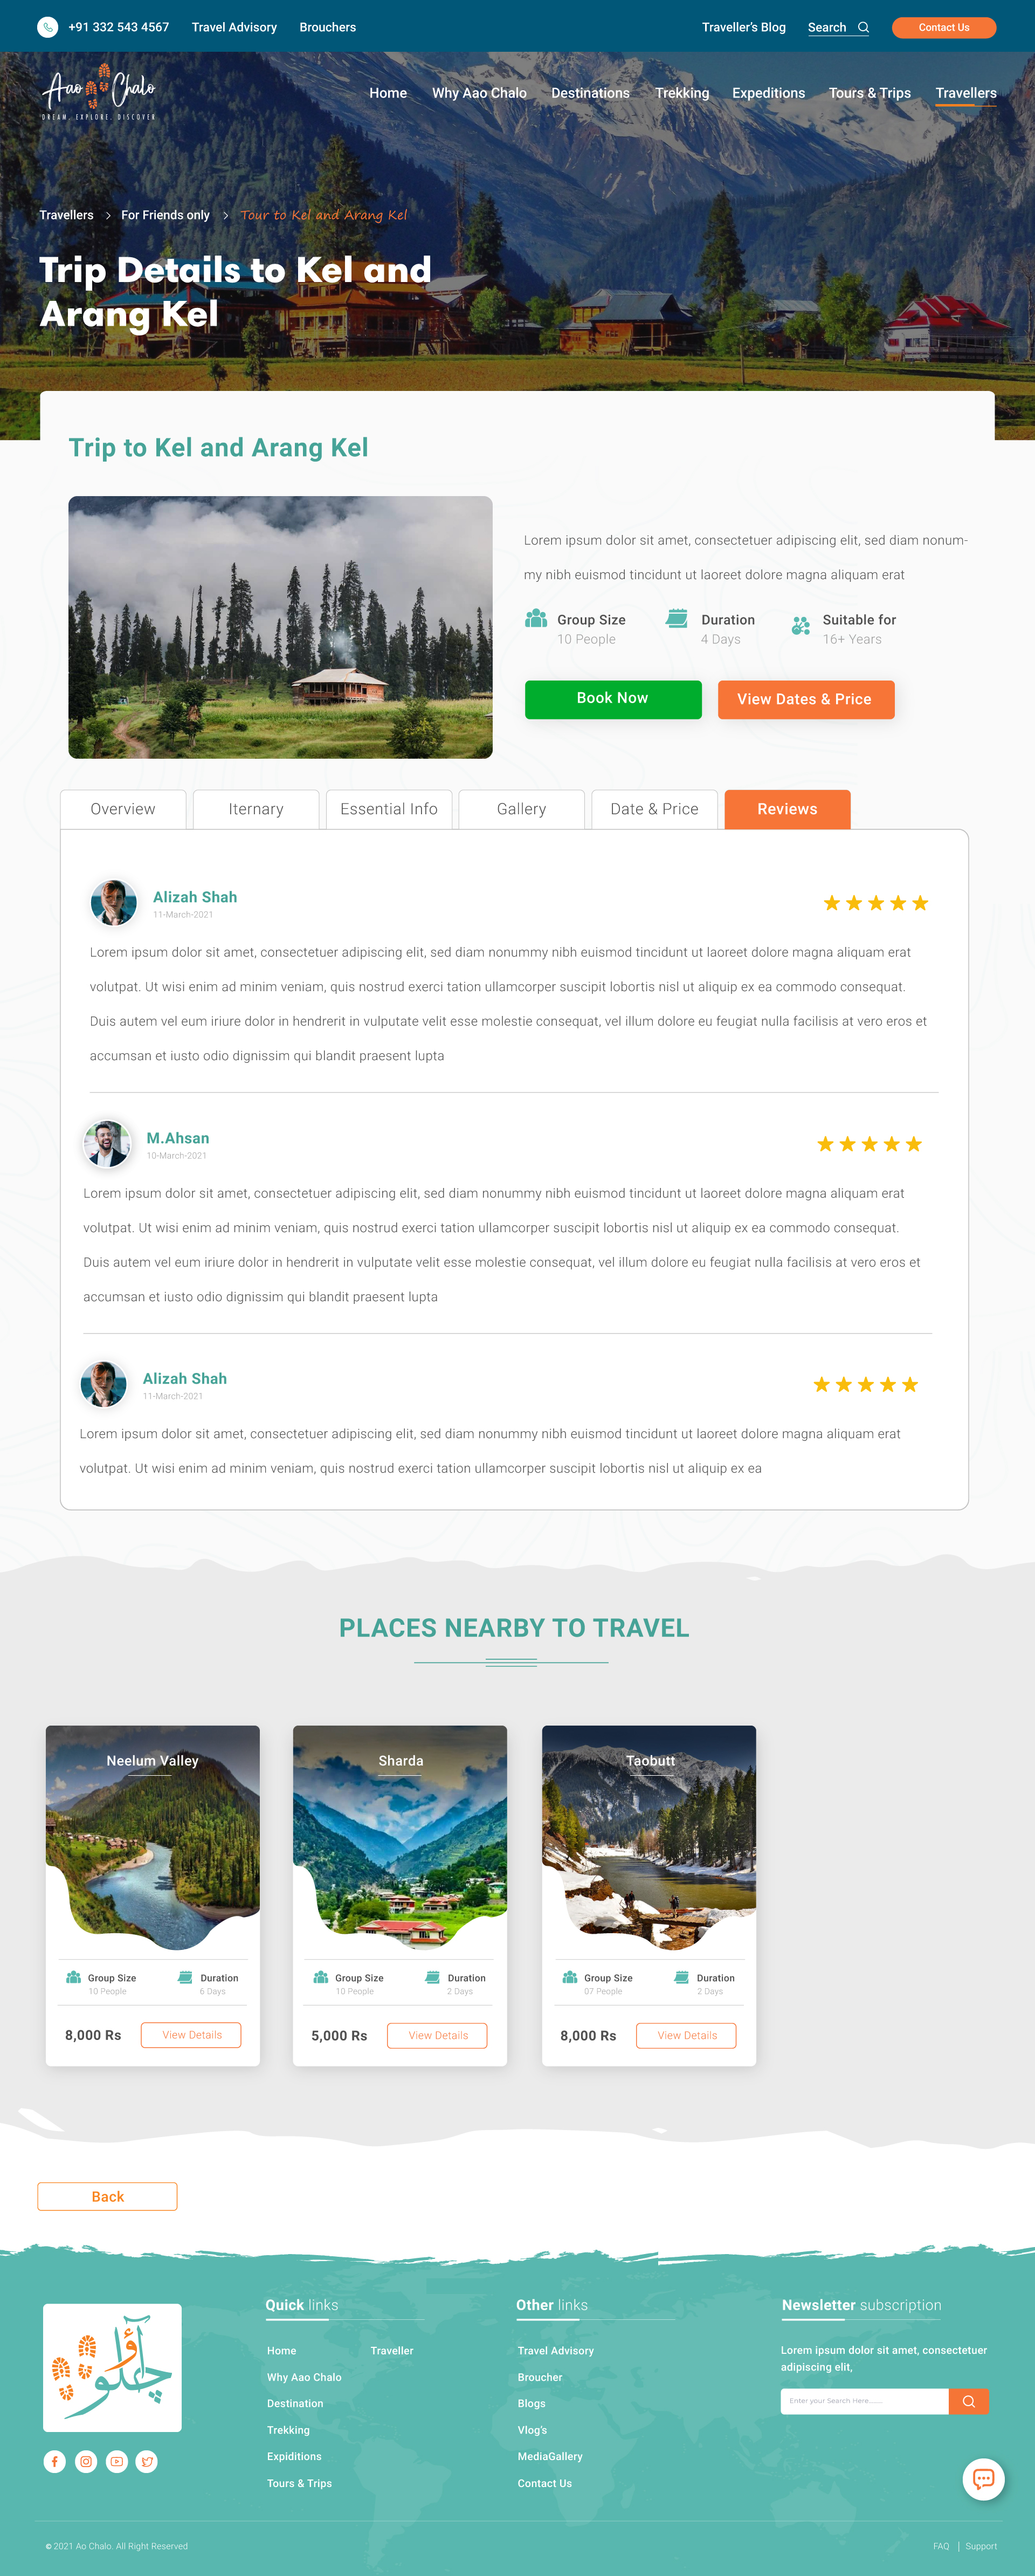 +91 332 543 4567 Travel Advisory Brouchers Traveller's Blog Search Contact Us
Aao Chalo
DREAM. EXPLORE. DISCOVER
Home Why Aao Chalo Destinations Trekking Expeditions Tours & Trips Travellers
Travellers > For Friends only > Tour to Kel and Arang Kel
Trip Details to Kel and
Arang Kel
Trip to Kel and Arang Kel
Lorem ipsum dolor sit amet, consectetuer adipiscing elit, sed diam nonum-
my nibh euismod tincidunt ut laoreet dolore magna aliquam erat
Group Size Duration Suitable for
10 People 4 Days 16+ Years
Book Now View Dates & Price
Overview Iternary Essential Info Gallery Date & Price Reviews
Alizah Shah
11-March-2021
Lorem ipsum dolor sit amet, consectetuer adipiscing elit, sed diam nonummy nibh euismod tincidunt ut laoreet dolore magna aliquam erat
volutpat. Ut wisi enim ad minim veniam, quis nostrud exerci tation ullamcorper suscipit lobortis nisl ut aliquip ex ea commodo consequat.
Duis autem vel eum iriure dolor in hendrerit in vulputate velit esse molestie consequat, vel illum dolore eu feugiat nulla facilisis at vero eros et
accumsan et iusto odio dignissim qui blandit praesent lupta
M.Ahsan
10-March-2021
Lorem ipsum dolor sit amet, consectetuer adipiscing elit, sed diam nonummy nibh euismod tincidunt ut laoreet dolore magna aliquam erat
volutpat. Ut wisi enim ad minim veniam, quis nostrud exerci tation ullamcorper suscipit lobortis nisl ut aliquip ex ea commodo consequat.
Duis autem vel eum iriure dolor in hendrerit in vulputate velit esse molestie consequat, vel illum dolore eu feugiat nulla facilisis at vero eros et
accumsan et iusto odio dignissim qui blandit praesent lupta
Alizah Shah
11-March-2021
Lorem ipsum dolor sit amet, consectetuer adipiscing elit, sed diam nonummy nibh euismod tincidunt ut laoreet dolore magna aliquam erat
volutpat. Ut wisi enim ad minim veniam, quis nostrud exerci tation ullamcorper suscipit lobortis nisl ut aliquip ex ea
PLACES NEARBY TO TRAVEL
Neelum Valley
Group Size Duration
10 People 6 Days
8,000 Rs View Details
Sharda
Group Size Duration
10 People 2 Days
5,000 Rs View Details
Taobutt
Group Size Duration
07 People 2 Days
8,000 Rs View Details
Back
آؤ چلو
Quick links
Home Traveller
Why Aao Chalo
Destination
Trekking
Expiditions
Tours & Trips
Other links
Travel Advisory
Broucher
Blogs
Vlog's
MediaGallery
Contact Us
Newsletter subscription
Lorem ipsum dolor sit amet, consectetuer
adipiscing elit,
Enter your Search Here........
© 2021 Ao Chalo. All Right Reserved FAQ | Support